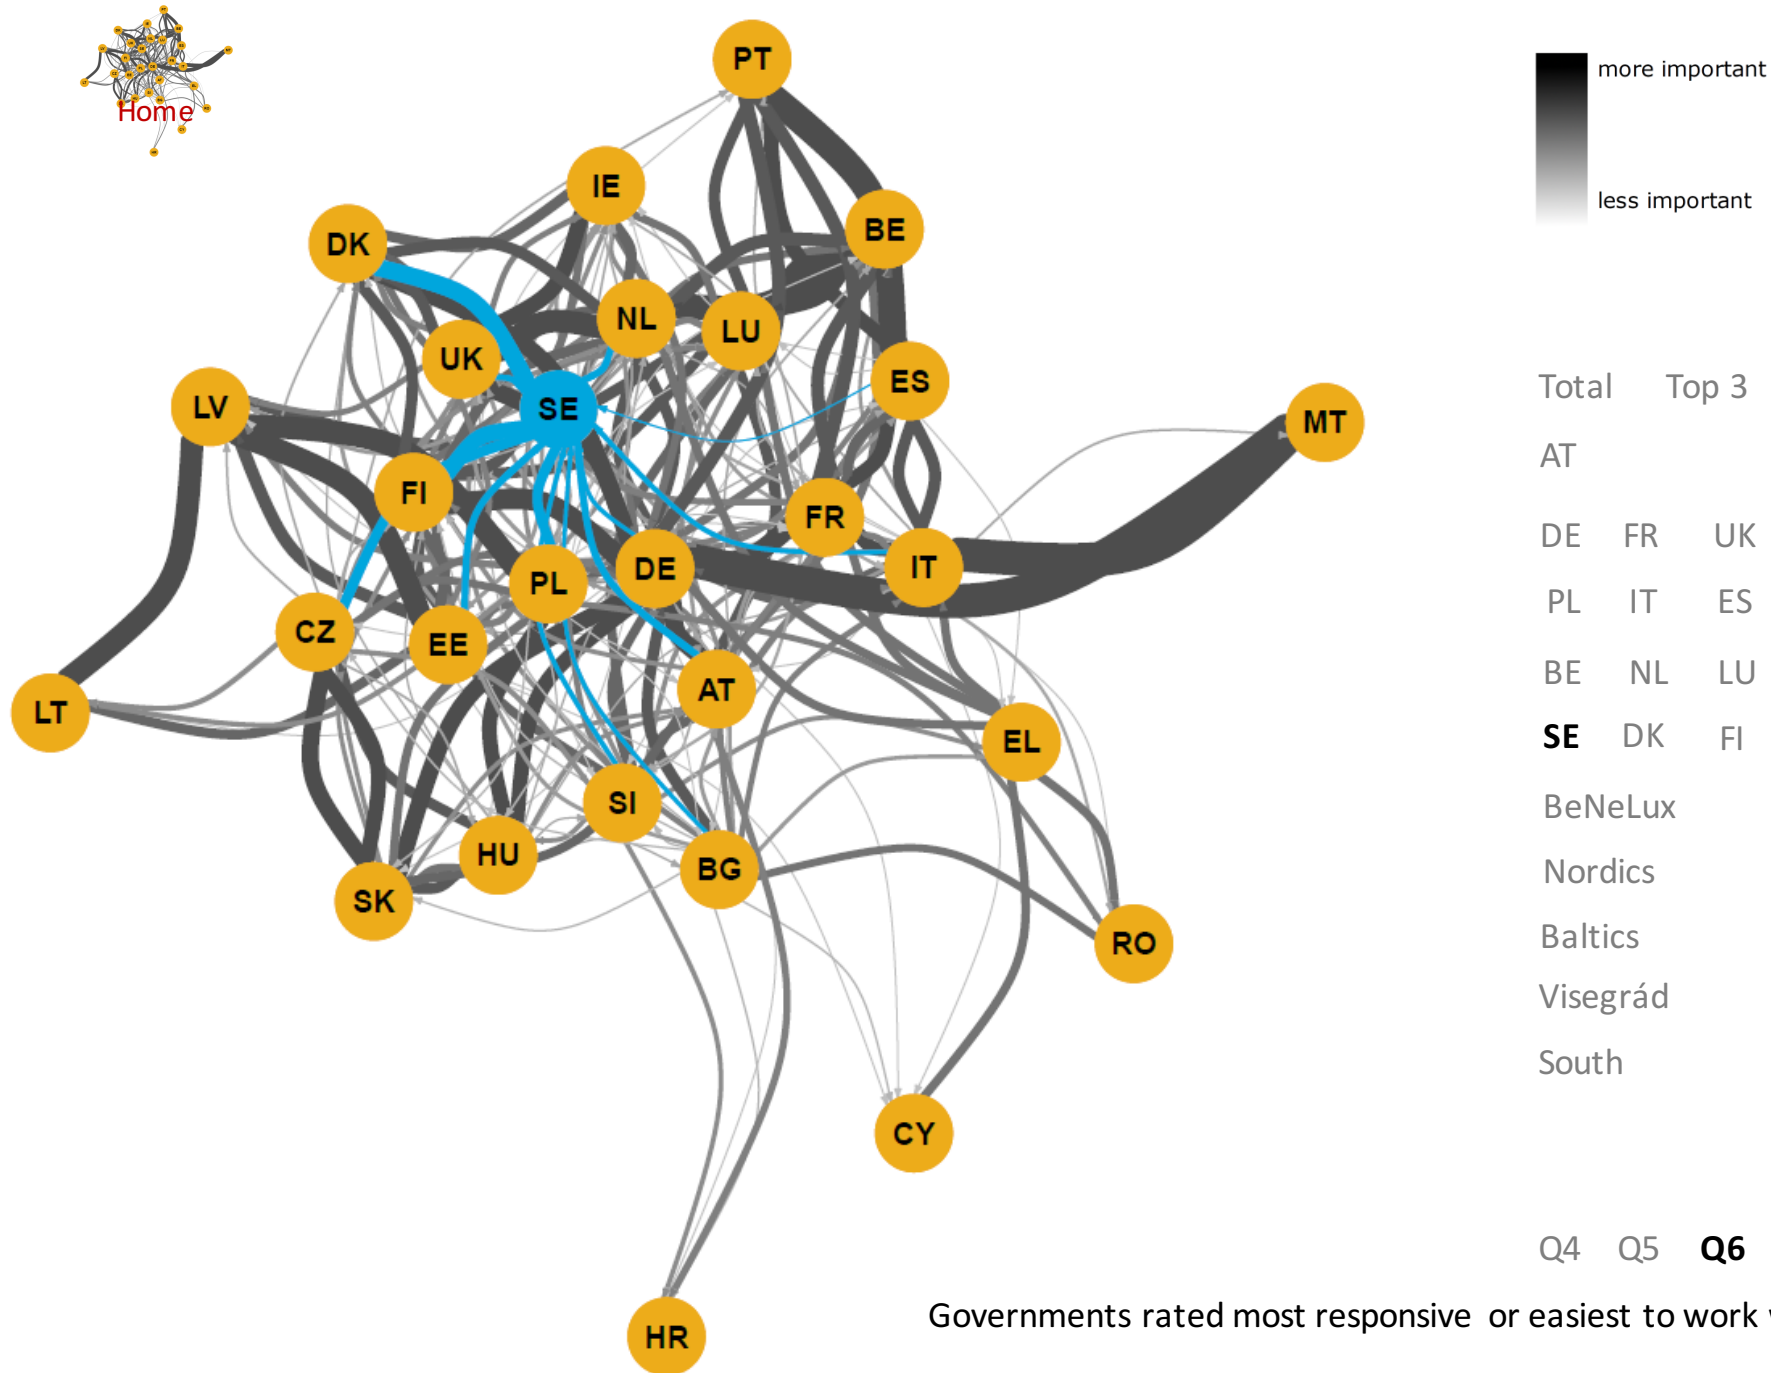 Home
PT
IE
BE
DK
NL
LU
UK
ES
LV
SE
MT
FI
FR
IT
DE
PL
CZ
EE
AT
LT
EL
SI
HU
BG
SK
RO
CY
HR
more important
less important
Total Top 3
AT
DE FR UK
PL IT ES
BE NL LU
SE DK FI
BeNeLux
Nordics
Baltics
Visegrád
South
Q4 Q5 Q6
Governments rated most responsive or easiest to work